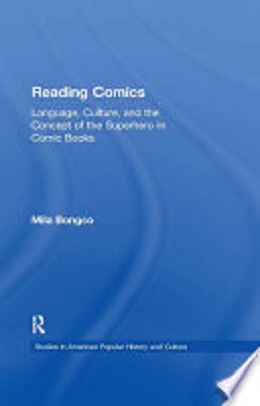 Reading Comics
Language, Culture, and the
Concept of the Superhero in
Comic Books
Mila Bongco
R
Studies in American Popular History and Culture